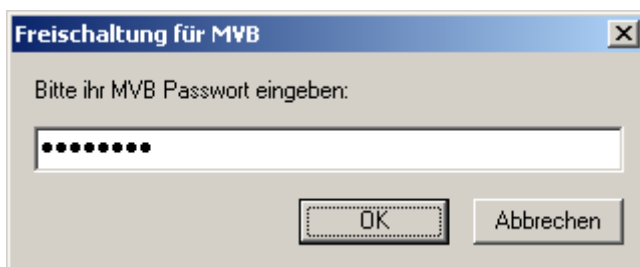 Freischaltung für MVB
Bitte ihr MVB Passwort eingeben:
••••••••
OK
Abbrechen